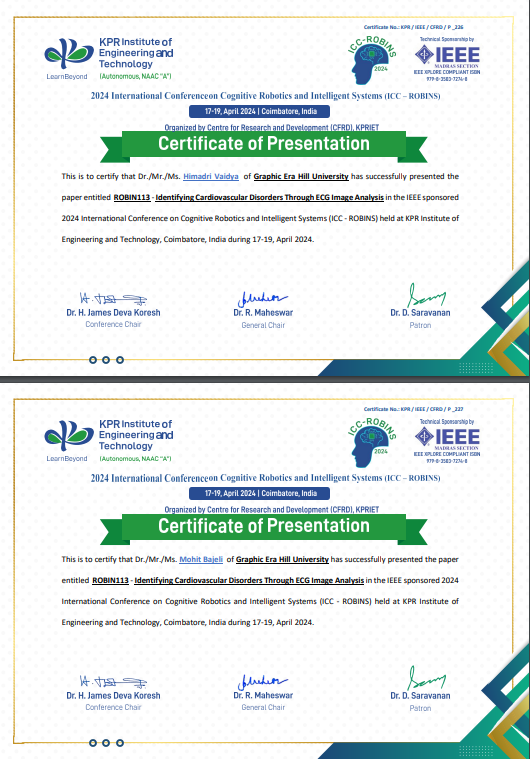 Certificate No.: KPR / IEEE / CFRD / P _226
KPR Institute of
Engineering and
Technology
LearnBeyond
(Autonomous, NAAC "A")
ICC-ROBINS
2024
Technical Sponsorship by
IEEE
MADRAS SECTION
IEEE XPLORE COMPLIANT ISBN
979-8-3503-7274-8
2024 International Conferenceon Cognitive Robotics and Intelligent Systems (ICC – ROBINS)
17-19, April 2024 | Coimbatore, India
Organized by Centre for Research and Development (CFRD), KPRIET
Certificate of Presentation
This is to certify that Dr./Mr./Ms. Himadri Vaidya of Graphic Era Hill University has successfully presented the
paper entitled ROBIN113 - Identifying Cardiovascular Disorders Through ECG Image Analysis in the IEEE sponsored
2024 International Conference on Cognitive Robotics and Intelligent Systems (ICC - ROBINS) held at KPR Institute of
Engineering and Technology, Coimbatore, India during 17-19, April 2024.
Dr. H. James Deva Koresh
Conference Chair
Dr. R. Maheswar
General Chair
Dr. D. Saravanan
Patron
Certificate No.: KPR / IEEE / CFRD / P _227
KPR Institute of
Engineering and
Technology
LearnBeyond
(Autonomous, NAAC "A")
ICC-ROBINS
2024
Technical Sponsorship by
IEEE
MADRAS SECTION
IEEE XPLORE COMPLIANT ISBN
979-8-3503-7274-8
2024 International Conferenceon Cognitive Robotics and Intelligent Systems (ICC – ROBINS)
17-19, April 2024 | Coimbatore, India
Organized by Centre for Research and Development (CFRD), KPRIET
Certificate of Presentation
This is to certify that Dr./Mr./Ms. Mohit Bajeli of Graphic Era Hill University has successfully presented the paper
entitled ROBIN113 - Identifying Cardiovascular Disorders Through ECG Image Analysis in the IEEE sponsored 2024
International Conference on Cognitive Robotics and Intelligent Systems (ICC - ROBINS) held at KPR Institute of
Engineering and Technology, Coimbatore, India during 17-19, April 2024.
Dr. H. James Deva Koresh
Conference Chair
Dr. R. Maheswar
General Chair
Dr. D. Saravanan
Patron